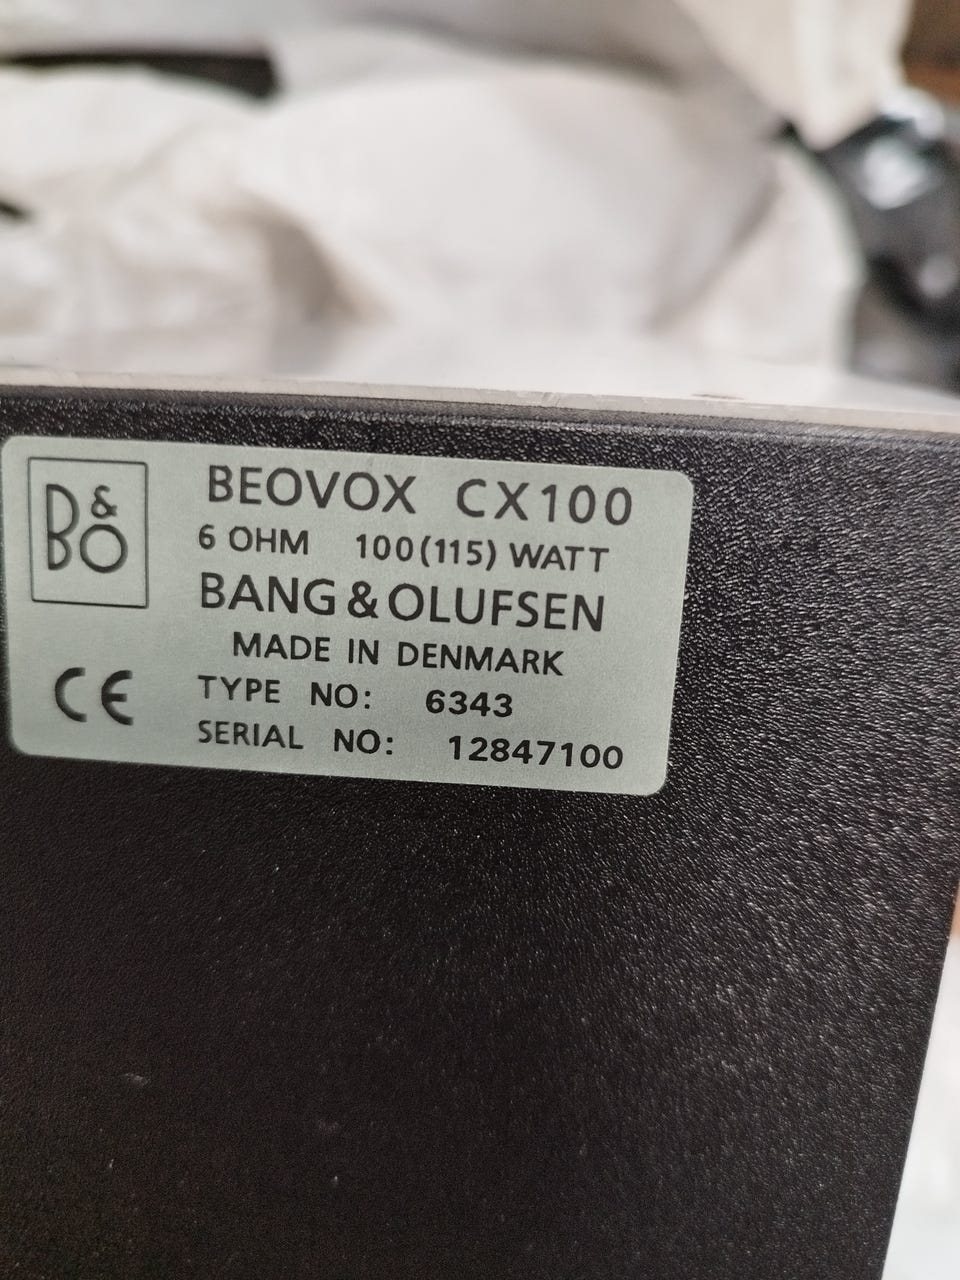 B&O
BEOVOX CX100
6 OHM 100(115) WATT
BANG & OLUFSEN
MADE IN DENMARK
CE
TYPE NO: 6343
SERIAL NO: 12847100